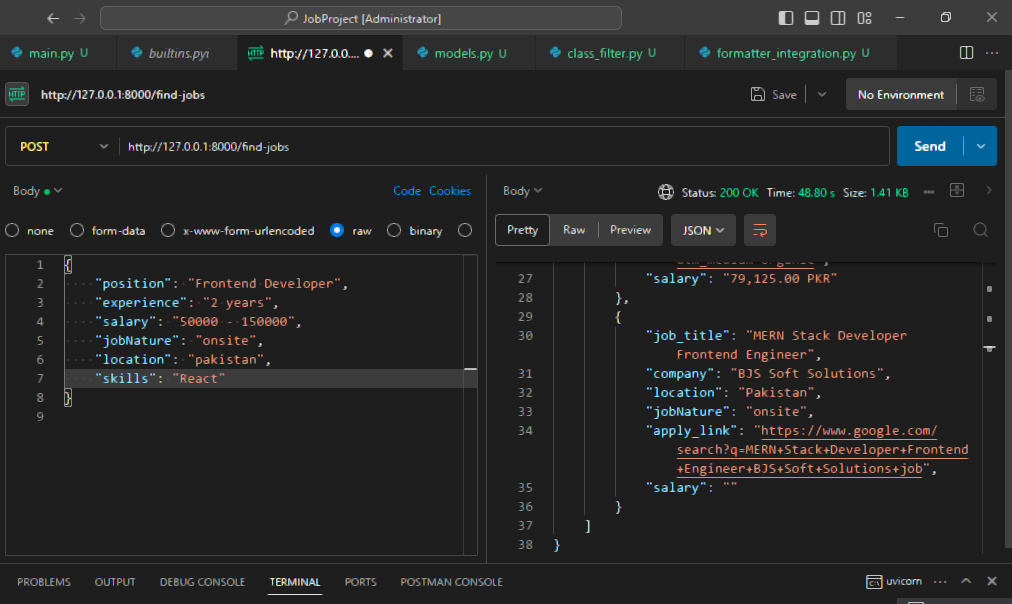 JobProject [Administrator]
main.py U
builtins.pyi
HTTP http://127.0.0....
models.py U
class_filter.py U
formatter_integration.py U
HTTP http://127.0.0.1:8000/find-jobs
Save
No Environment
POST
http://127.0.0.1:8000/find-jobs
Send
Body
Code Cookies
none form-data x-www-form-urlencoded raw binary
1 {
2 "position": "Frontend Developer",
3 "experience": "2 years",
4 "salary": "50000 - 150000",
5 "jobNature": "onsite",
6 "location": "pakistan",
7 "skills": "React"
8 }
9
Body
Status: 200 OK Time: 48.80 s Size: 1.41 KB
Pretty Raw Preview JSON
27 "salary": "79,125.00 PKR"
28 },
29 {
30 "job_title": "MERN Stack Developer
Frontend Engineer",
31 "company": "BJS Soft Solutions",
32 "location": "Pakistan",
33 "jobNature": "onsite",
34 "apply_link": "https://www.google.com/
search?q=MERN+Stack+Developer+Frontend
+Engineer+BJS+Soft+Solutions+job",
35 "salary": ""
36 }
37 ]
38 }
PROBLEMS OUTPUT DEBUG CONSOLE TERMINAL PORTS POSTMAN CONSOLE
uvicorn